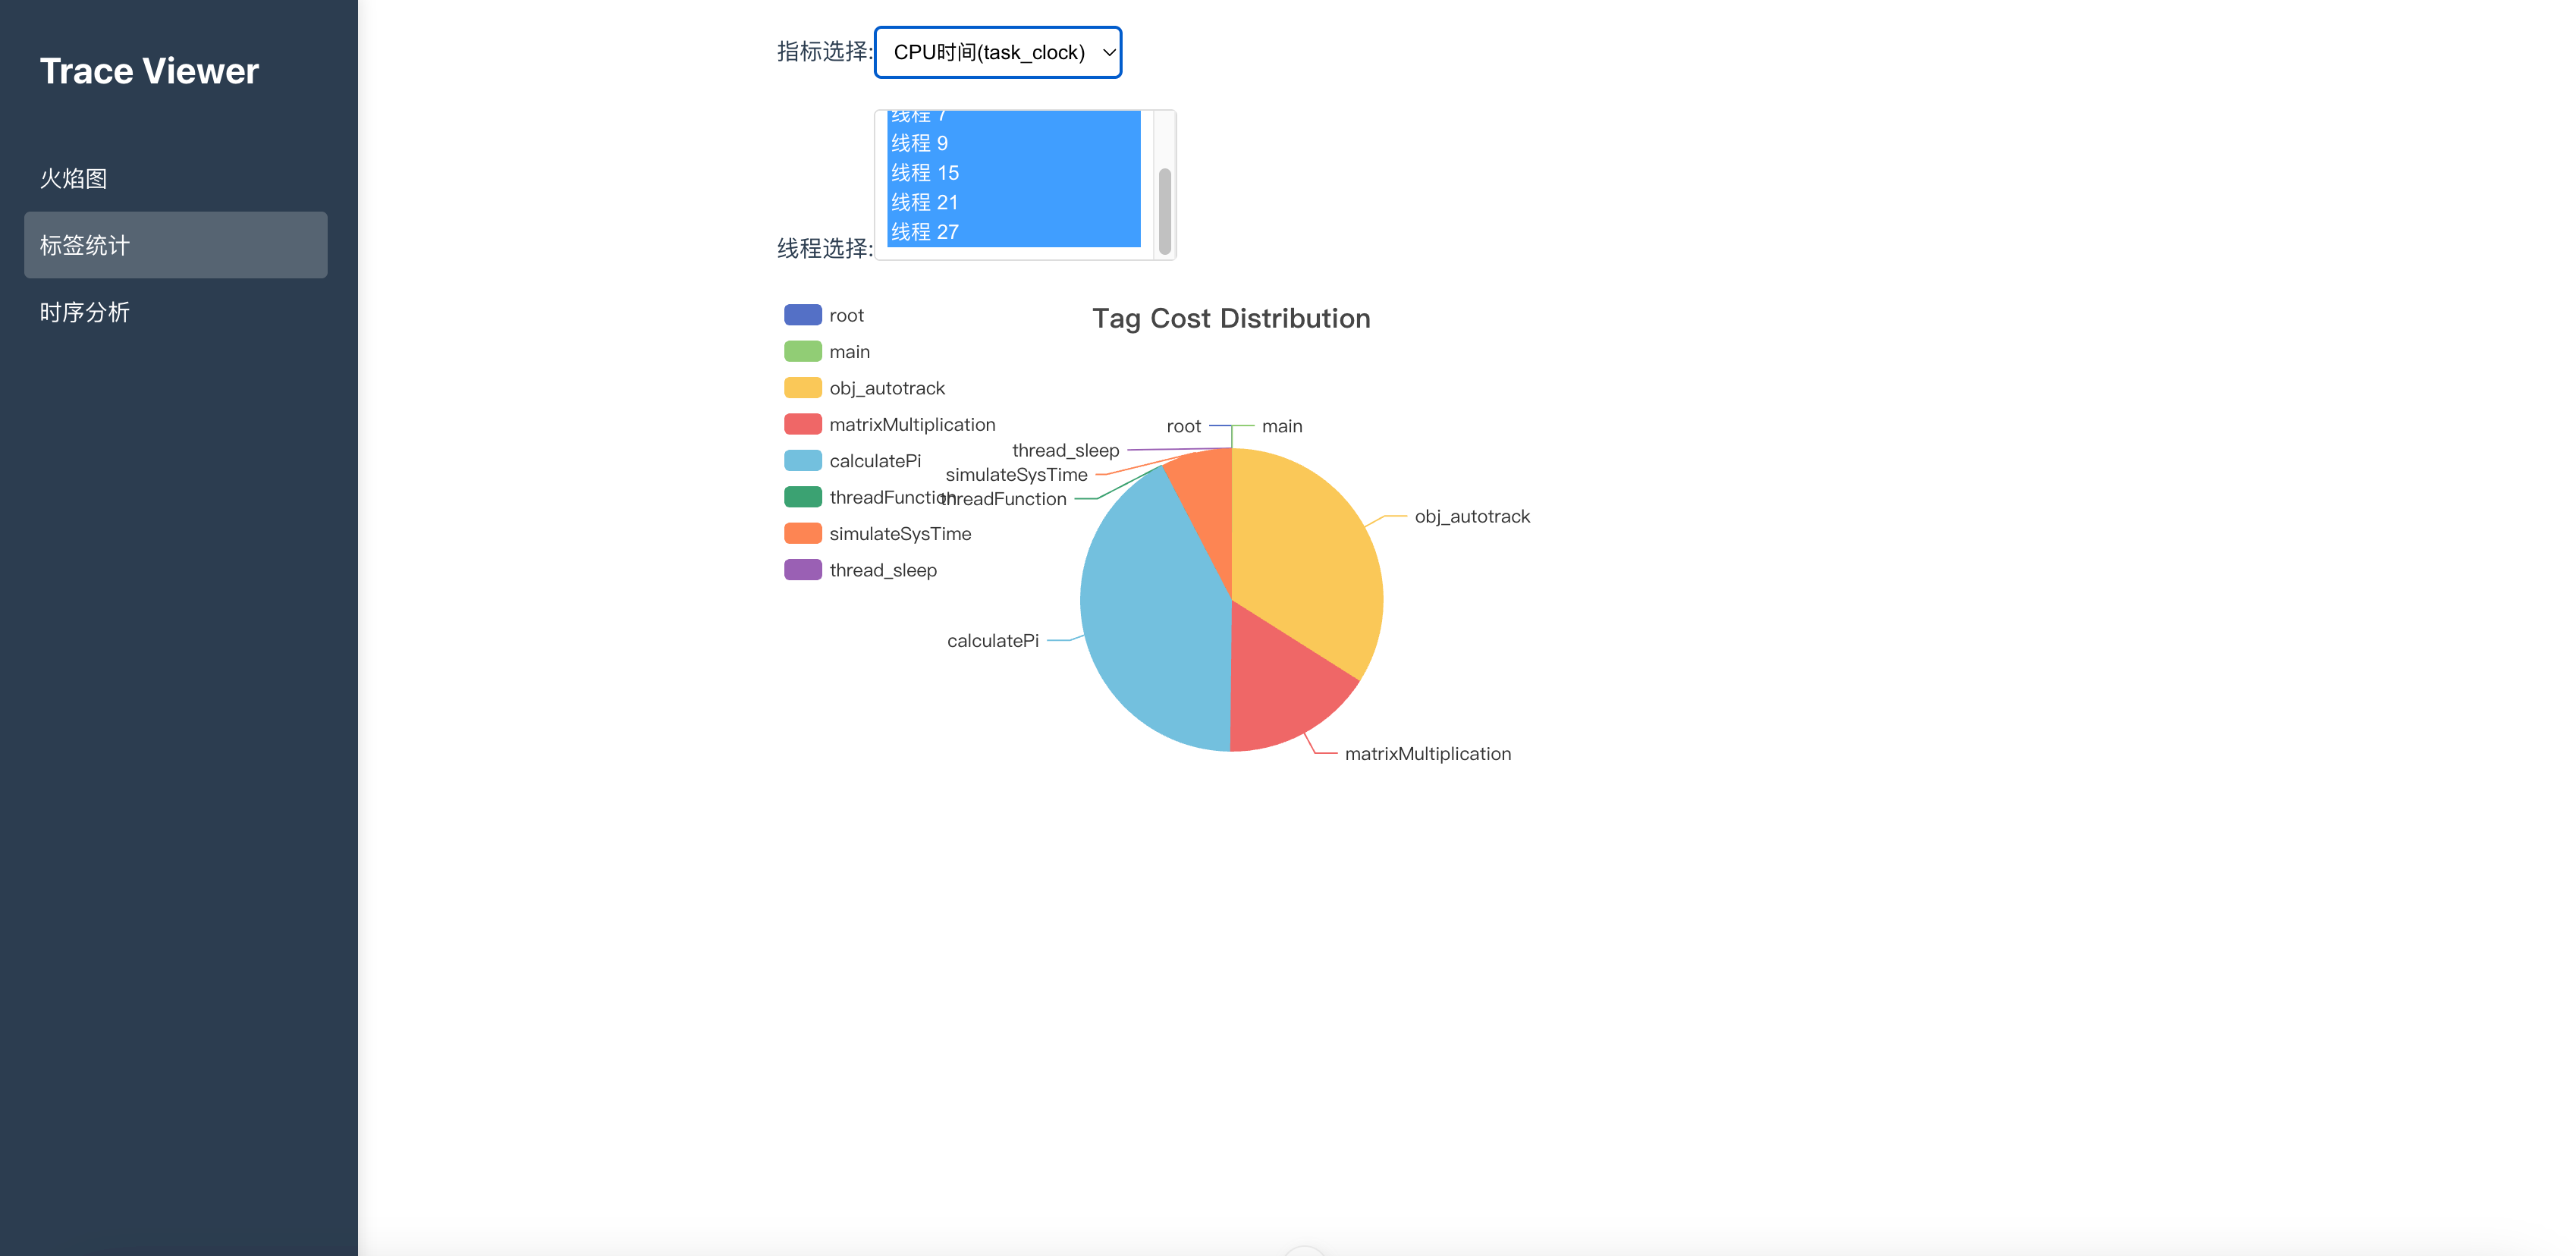 Trace Viewer
火焰图
标签统计
时序分析
指标选择:
CPU时间(task_clock)
线程选择:
线程 7
线程 9
线程 15
线程 21
线程 27
Tag Cost Distribution
root
main
obj_autotrack
matrixMultiplication
calculatePi
threadFunction
simulateSysTime
thread_sleep
root
main
thread_sleep
simulateSysTime
threadFunction
obj_autotrack
calculatePi
matrixMultiplication